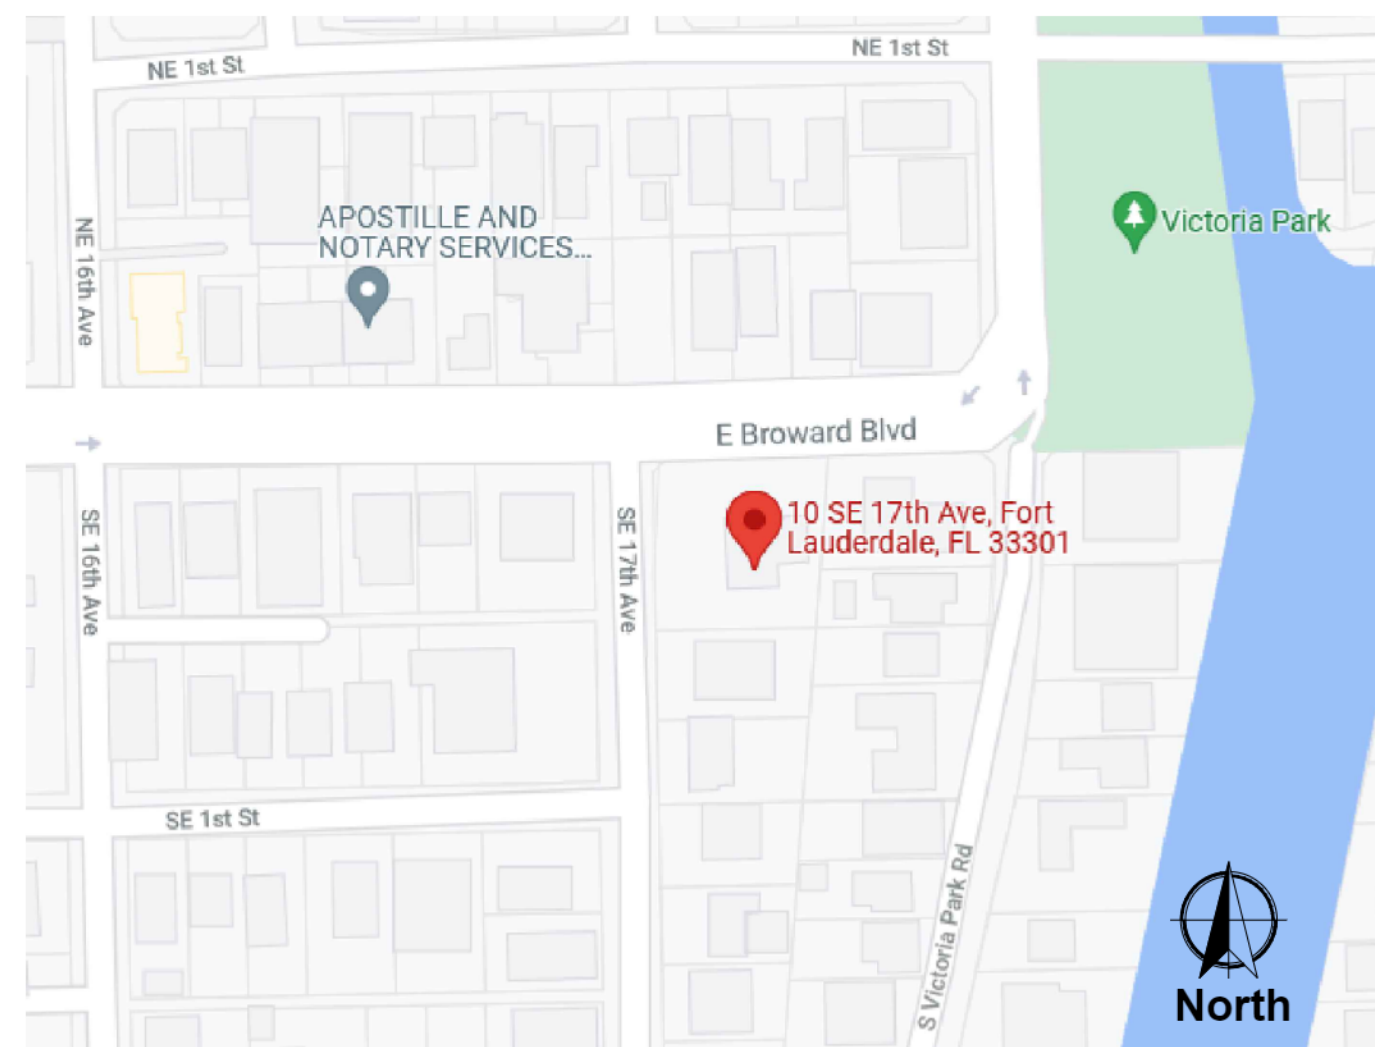 NE 1st St
NE 1st St
NE 16th Ave
APOSTILLE AND
NOTARY SERVICES...
Victoria Park
E Broward Blvd
SE 16th Ave
SE 17th Ave
10 SE 17th Ave, Fort
Lauderdale, FL 33301
SE 1st St
S Victoria Park Rd
North